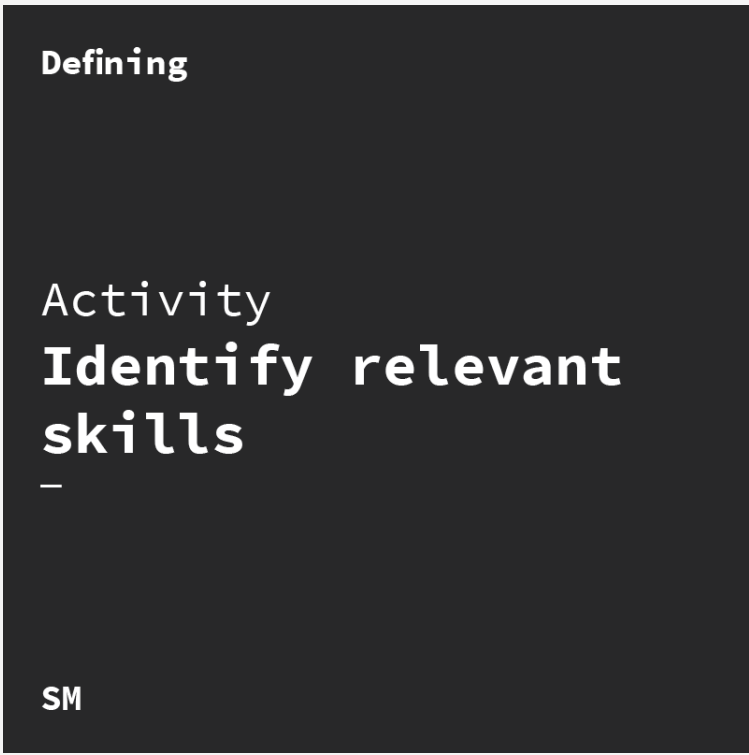 Defining
Activity
Identify relevant
skills
—
SM